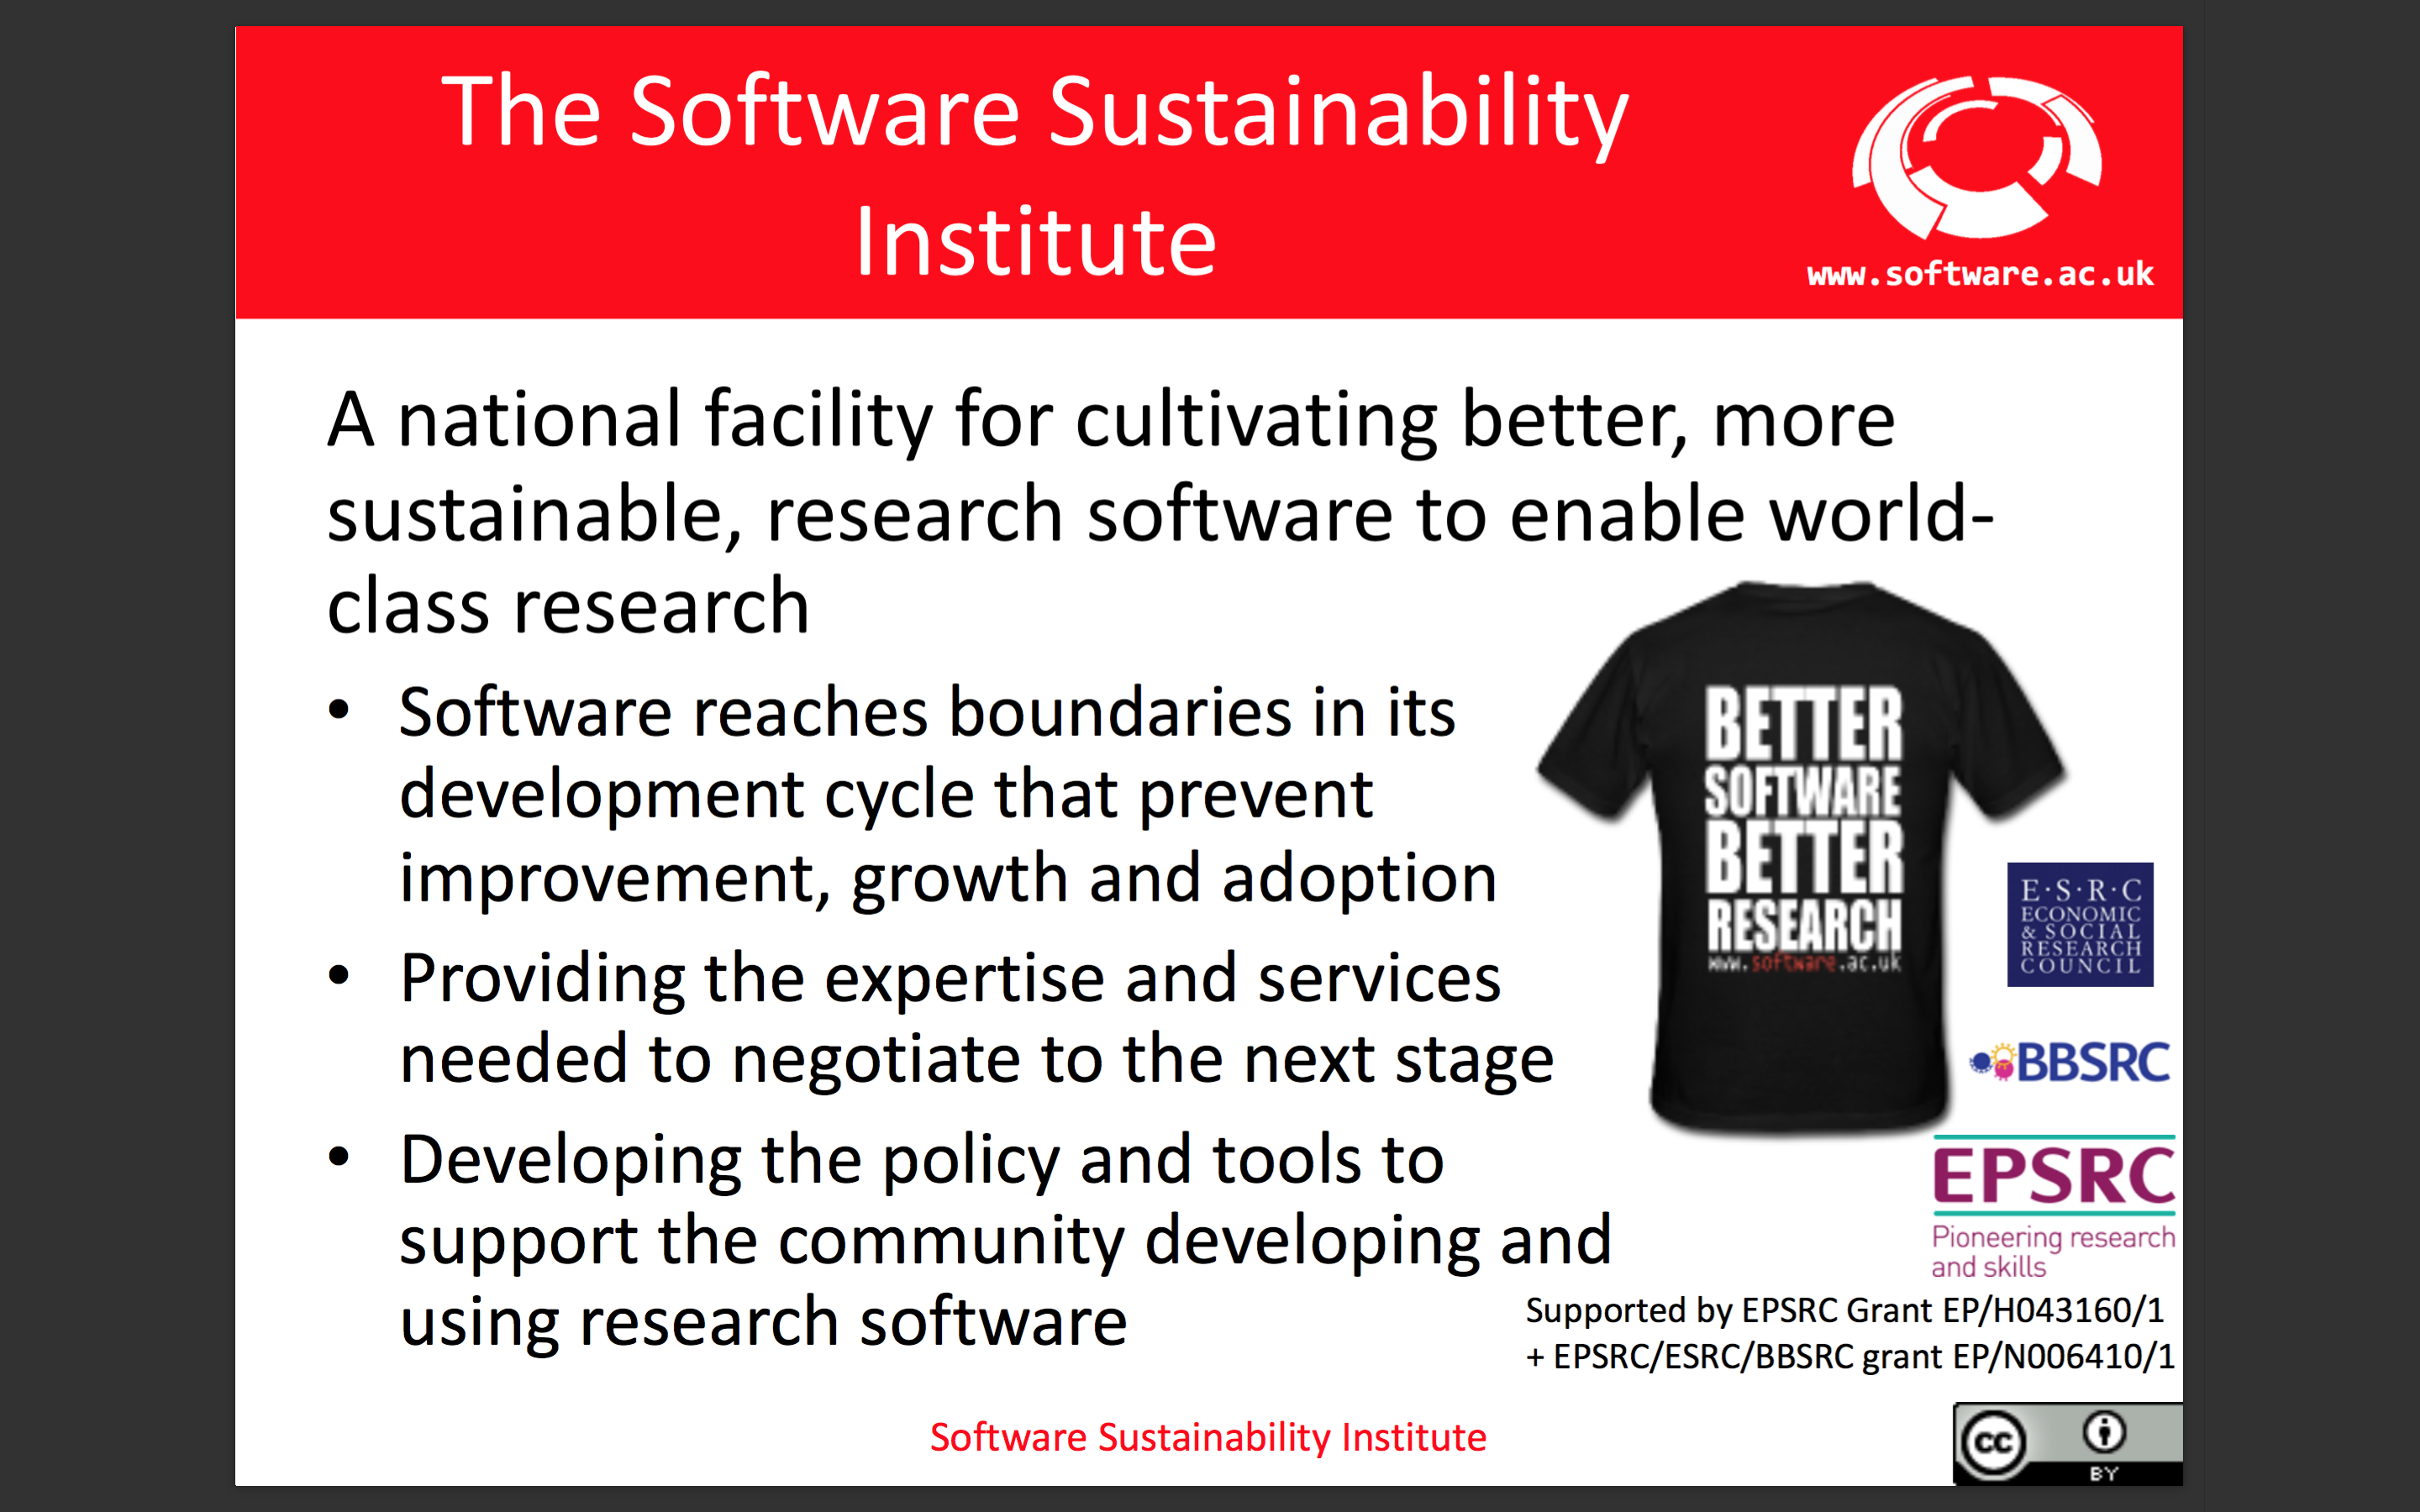 The Software Sustainability
Institute
www.software.ac.uk
A national facility for cultivating better, more
sustainable, research software to enable world-
class research
• Software reaches boundaries in its
development cycle that prevent
improvement, growth and adoption
• Providing the expertise and services
needed to negotiate to the next stage
• Developing the policy and tools to
support the community developing and
using research software
BETTER
SOFTWARE
BETTER
RESEARCH
www.software.ac.uk
E·S·R·C
ECONOMIC
& SOCIAL
RESEARCH
COUNCIL
BBSRC
EPSRC
Pioneering research
and skills
Supported by EPSRC Grant EP/H043160/1
+ EPSRC/ESRC/BBSRC grant EP/N006410/1
Software Sustainability Institute
cc
BY